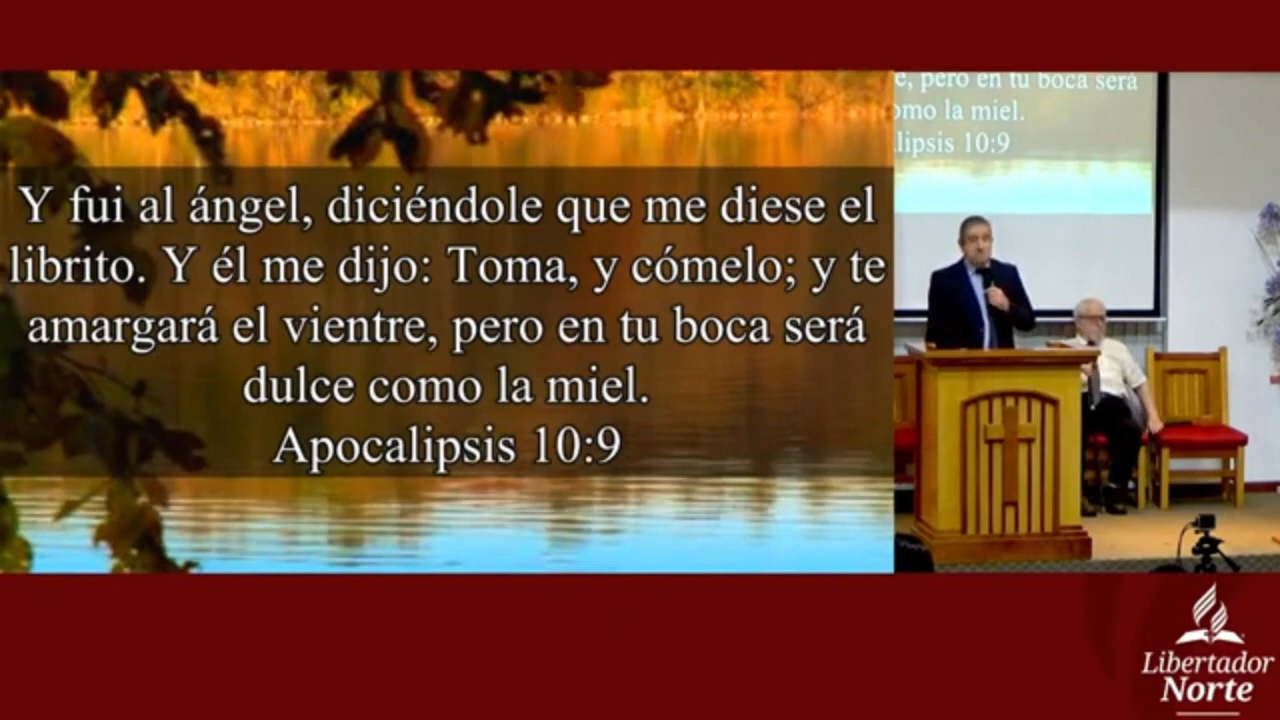 Y fui al ángel, diciéndole que me diese el
librito. Y él me dijo: Toma, y cómelo; y te
amargará el vientre, pero en tu boca será
dulce como la miel.
Apocalipsis 10:9
e, pero en tu boca será
omo la miel.
lipsis 10:9
Libertador
Norte